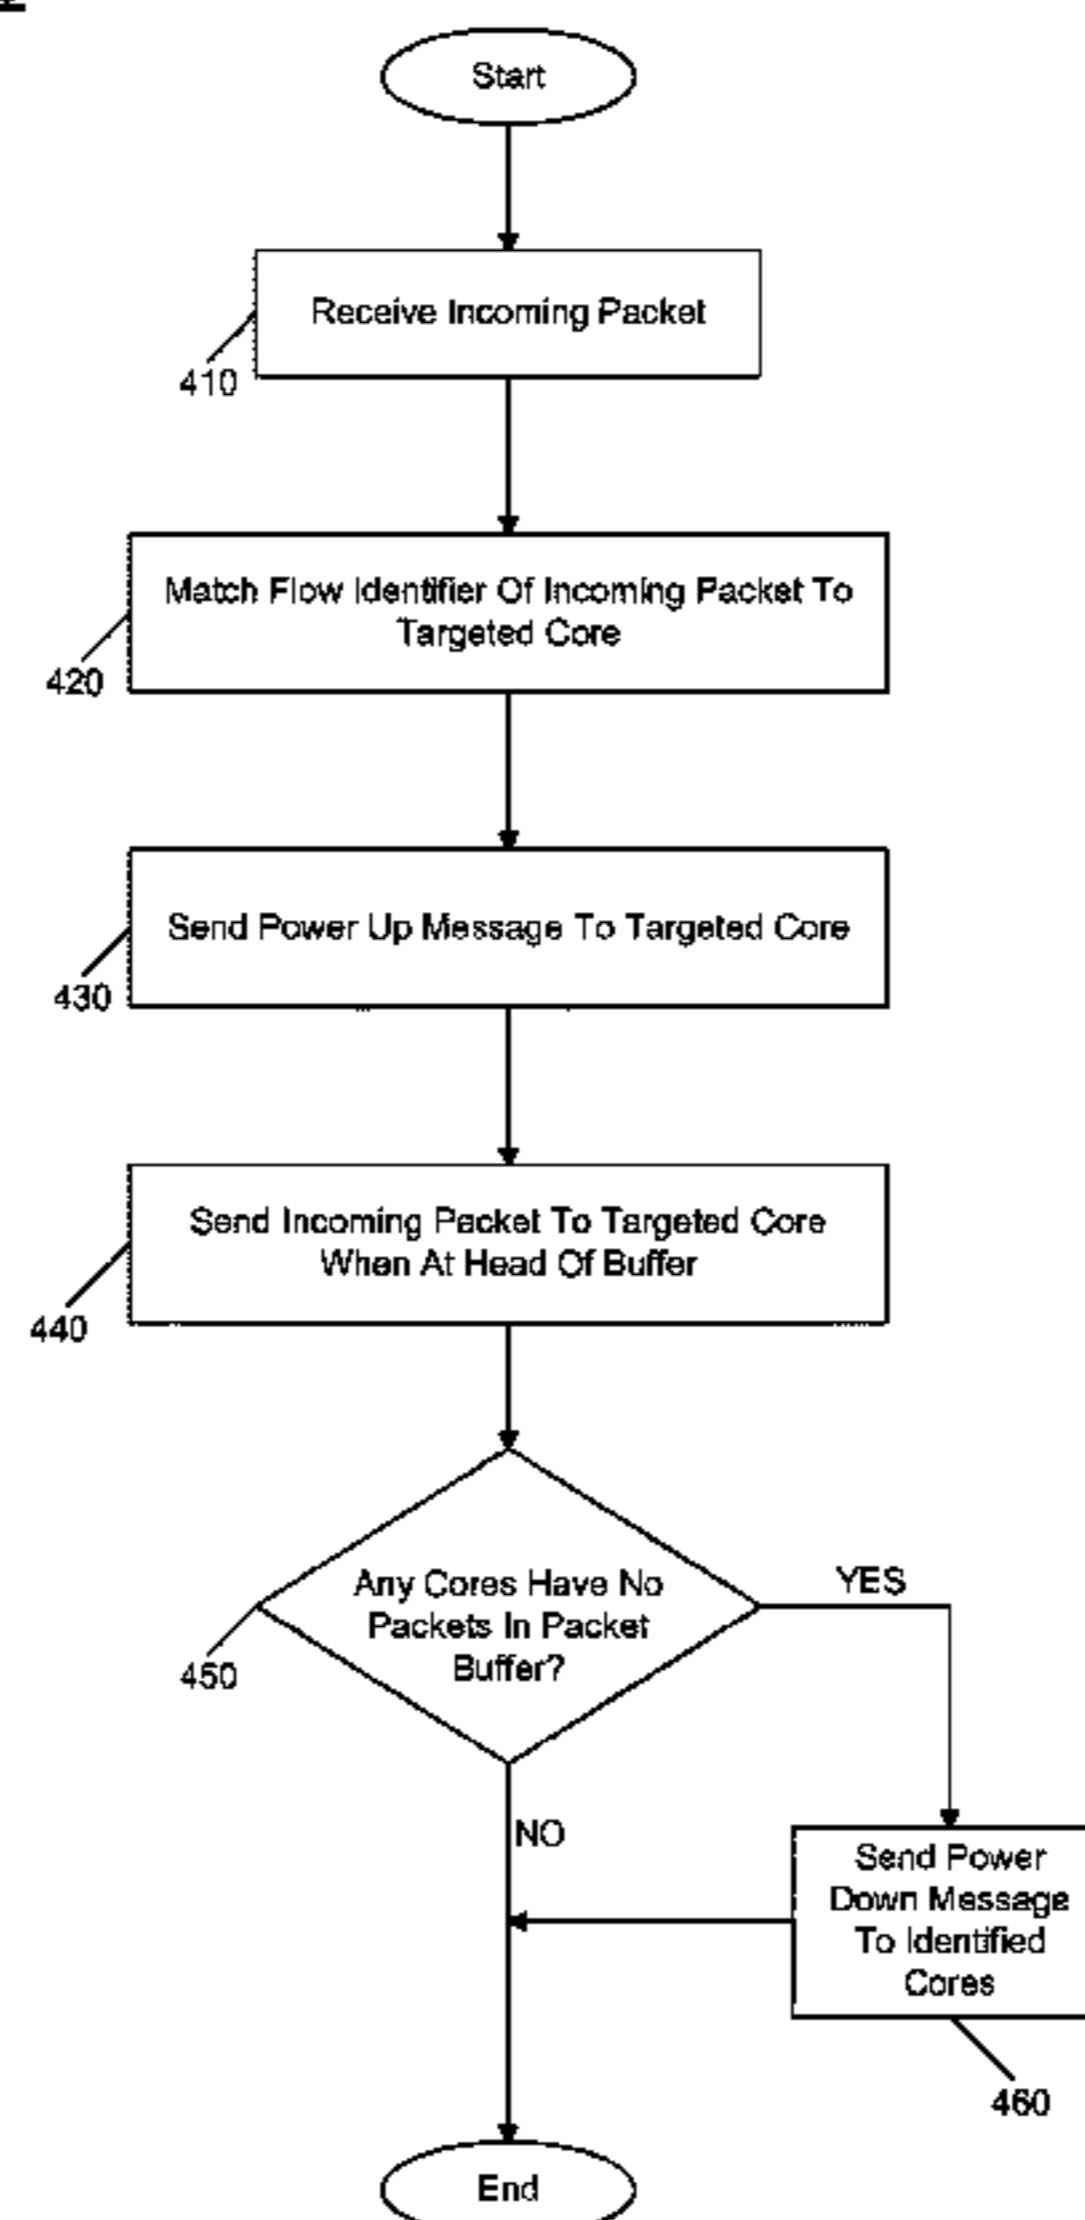 Start
Receive Incoming Packet
410
Match Flow Identifier Of Incoming Packet To
Targeted Core
420
Send Power Up Message To Targeted Core
430
Send Incoming Packet To Targeted Core
When At Head Of Buffer
440
Any Cores Have No
Packets In Packet
Buffer?
450
YES
NO
Send Power
Down Message
To Identified
Cores
460
End